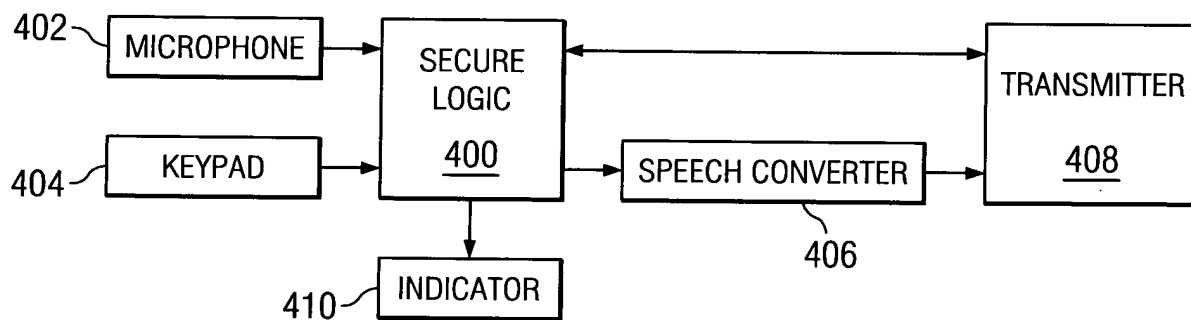 402
MICROPHONE
404
KEYPAD
SECURE
LOGIC
400
SPEECH CONVERTER
406
TRANSMITTER
408
410
INDICATOR